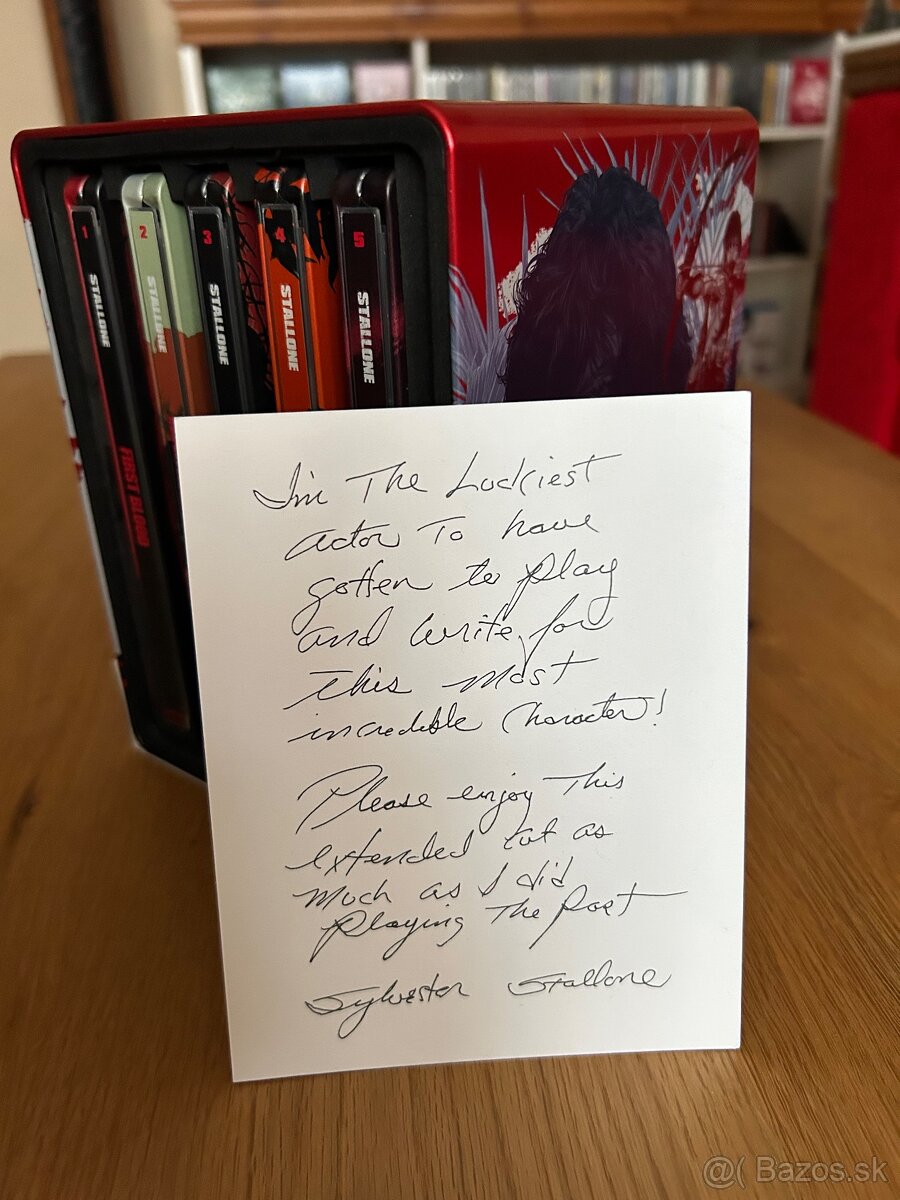 1 STALLONE FIRST BLOOD
2 STALLONE
3 STALLONE
4 STALLONE
5 STALLONE
I'm The Luckiest
actor To have
gotten to play
and write for
this most
incredible Character!
Please enjoy This
extended cut as
much as I did
playing The Part
Sylvester Stallone
@( Bazos.sk